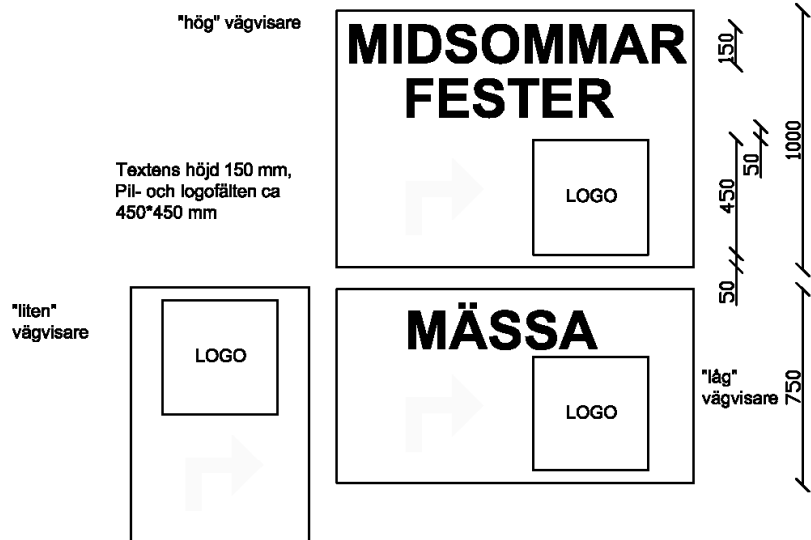 "hög" vägvisare
MIDSOMMAR
FESTER
150
1000
50
450
50
Textens höjd 150 mm,
Pil- och logofälten ca
450*450 mm
LOGO
"liten"
vägvisare
LOGO
MÄSSA
LOGO
"låg"
vägvisare
750